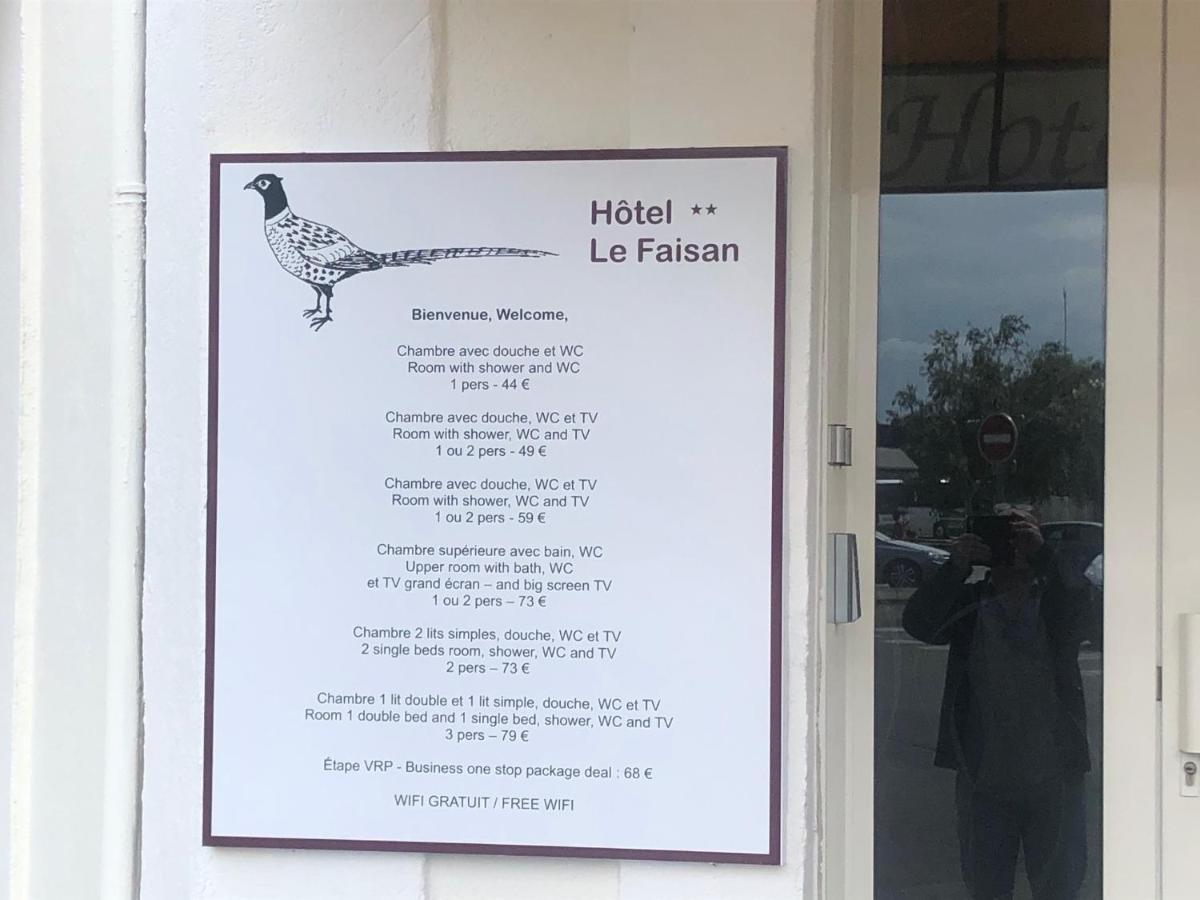 Hôtel ★★
Le Faisan
Bienvenue, Welcome,
Chambre avec douche et WC
Room with shower and WC
1 pers - 44 €
Chambre avec douche, WC et TV
Room with shower, WC and TV
1 ou 2 pers - 49 €
Chambre avec douche, WC et TV
Room with shower, WC and TV
1 ou 2 pers - 59 €
Chambre supérieure avec bain, WC
Upper room with bath, WC
et TV grand écran – and big screen TV
1 ou 2 pers – 73 €
Chambre 2 lits simples, douche, WC et TV
2 single beds room, shower, WC and TV
2 pers – 73 €
Chambre 1 lit double et 1 lit simple, douche, WC et TV
Room 1 double bed and 1 single bed, shower, WC and TV
3 pers – 79 €
Étape VRP - Business one stop package deal : 68 €
WIFI GRATUIT / FREE WIFI
Hote